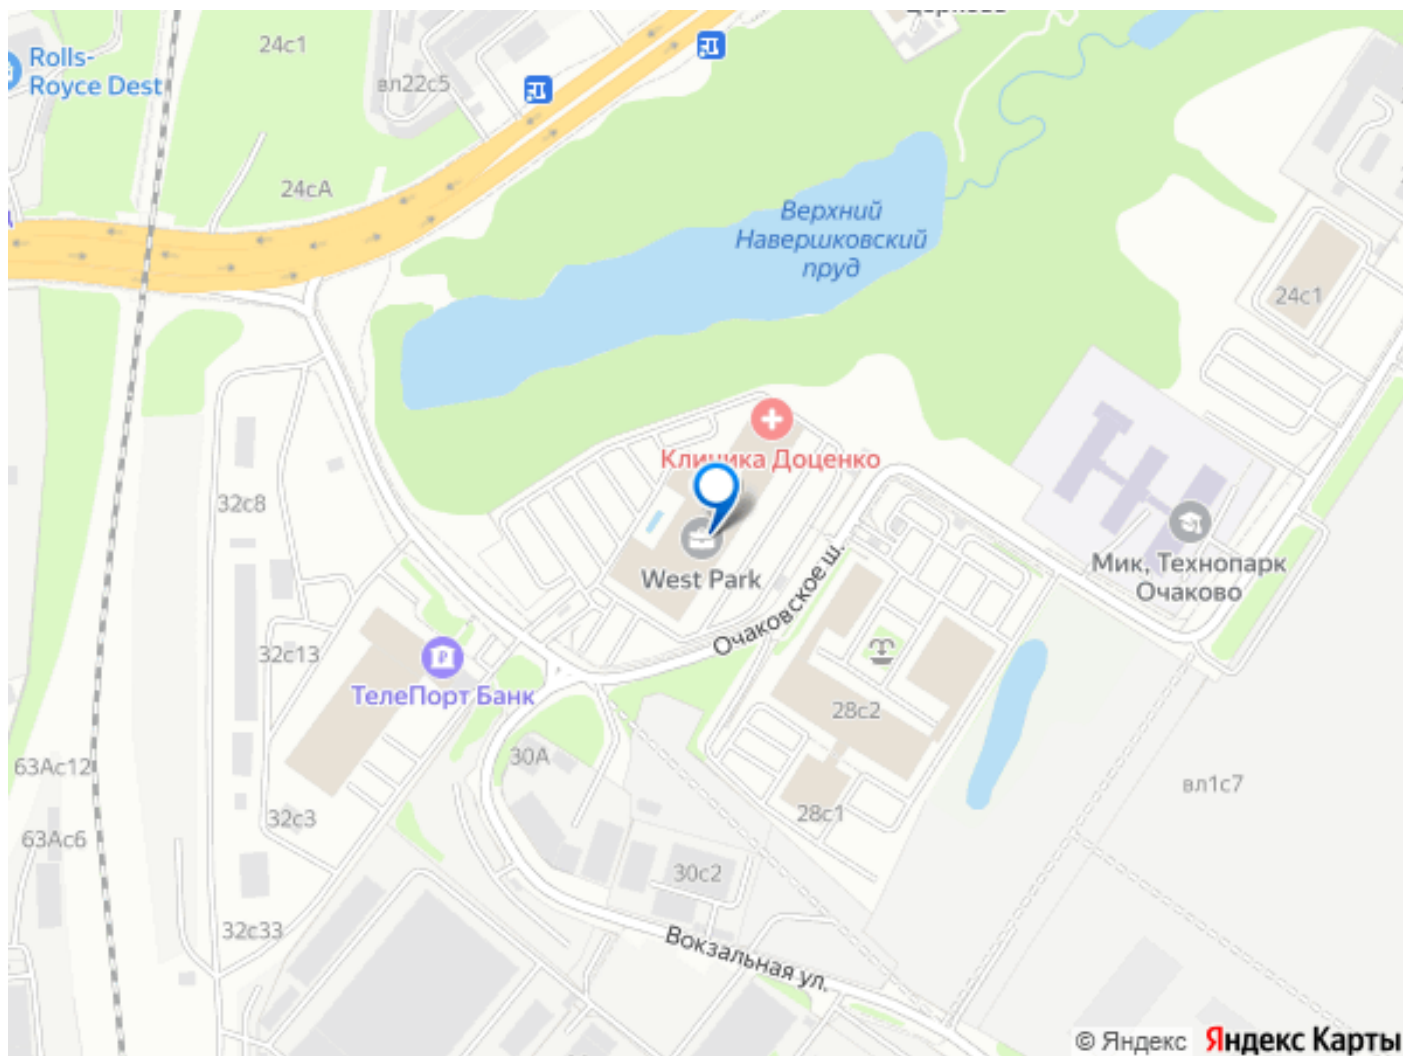 24с1
Rolls-
Royce Dest
вл22с5
24сА
Верхний
Навершковский
пруд
24с1
Клиника Доценко
32с8
West Park
Очаковское ш.
Мик, Технопарк
Очаково
32с13
ТелеПорт Банк
28с2
30А
63Ас12
вл1с7
28с1
32с3
63Ас6
30с2
32с33
Вокзальная ул.
© Яндекс Яндекс Карты